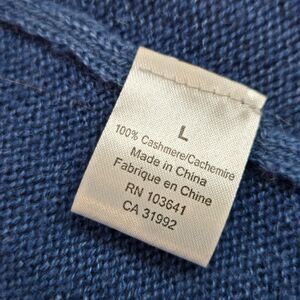 L
100% Cashmere/Cachemire
Made in China
Fabrique en Chine
RN 103641
CA 31992